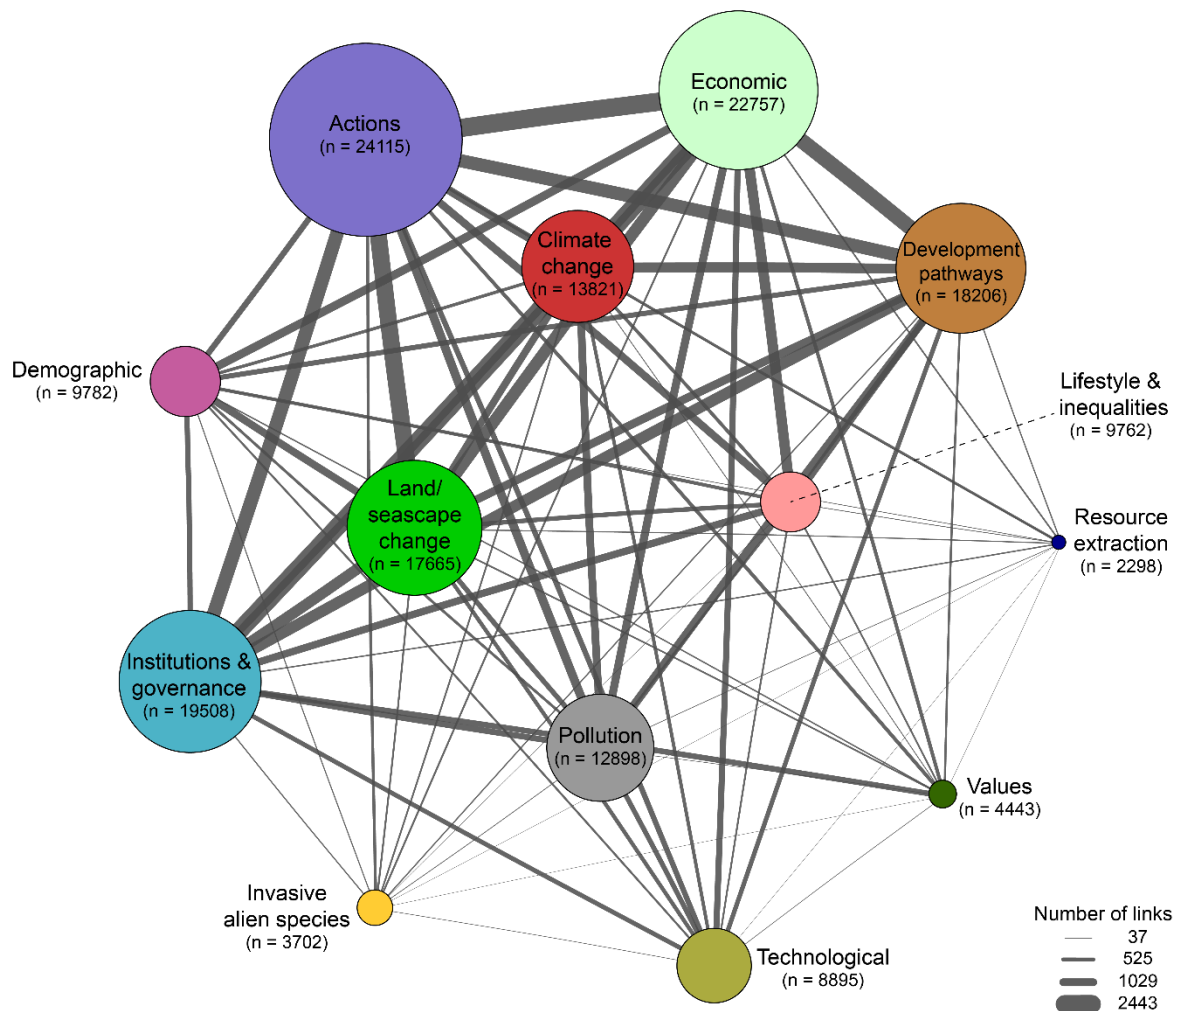 Economic
(n = 22757)
Actions
(n = 24115)
Climate
change
(n = 13821)
Development
pathways
(n = 18206)
Demographic
(n = 9782)
Lifestyle &
inequalities
(n = 9762)
Land/
seascape
change
(n = 17665)
Resource
extraction
(n = 2298)
Institutions &
governance
(n = 19508)
Pollution
(n = 12898)
Values
(n = 4443)
Invasive
alien species
(n = 3702)
Technological
(n = 8895)
Number of links
37
525
1029
2443